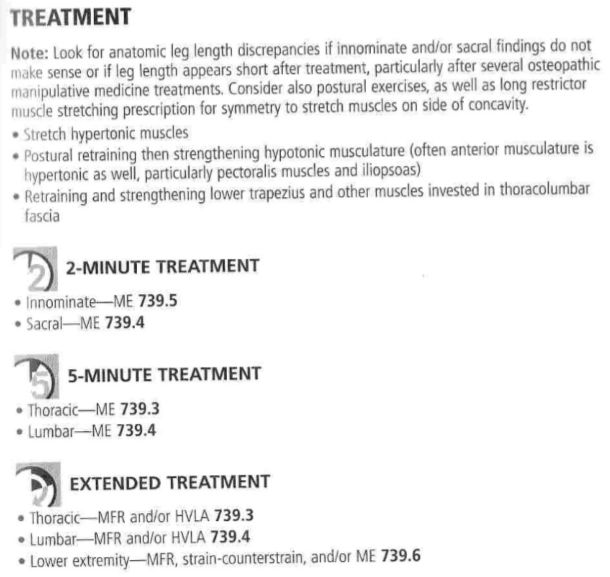 TREATMENT
Note: Look for anatomic leg length discrepancies if innominate and/or sacral findings do not
make sense or if leg length appears short after treatment, particularly after several osteopathic
manipulative medicine treatments. Consider also postural exercises, as well as long restrictor
muscle stretching prescription for symmetry to stretch muscles on side of concavity.
• Stretch hypertonic muscles
• Postural retraining then strengthening hypotonic musculature (often anterior musculature is
hypertonic as well, particularly pectoralis muscles and iliopsoas)
• Retraining and strengthening lower trapezius and other muscles invested in thoracolumbar
fascia
2 2-MINUTE TREATMENT
• Innominate—ME 739.5
• Sacral—ME 739.4
5 5-MINUTE TREATMENT
• Thoracic—ME 739.3
• Lumbar—ME 739.4
EXTENDED TREATMENT
• Thoracic—MFR and/or HVLA 739.3
• Lumbar—MFR and/or HVLA 739.4
• Lower extremity—MFR, strain-counterstrain, and/or ME 739.6